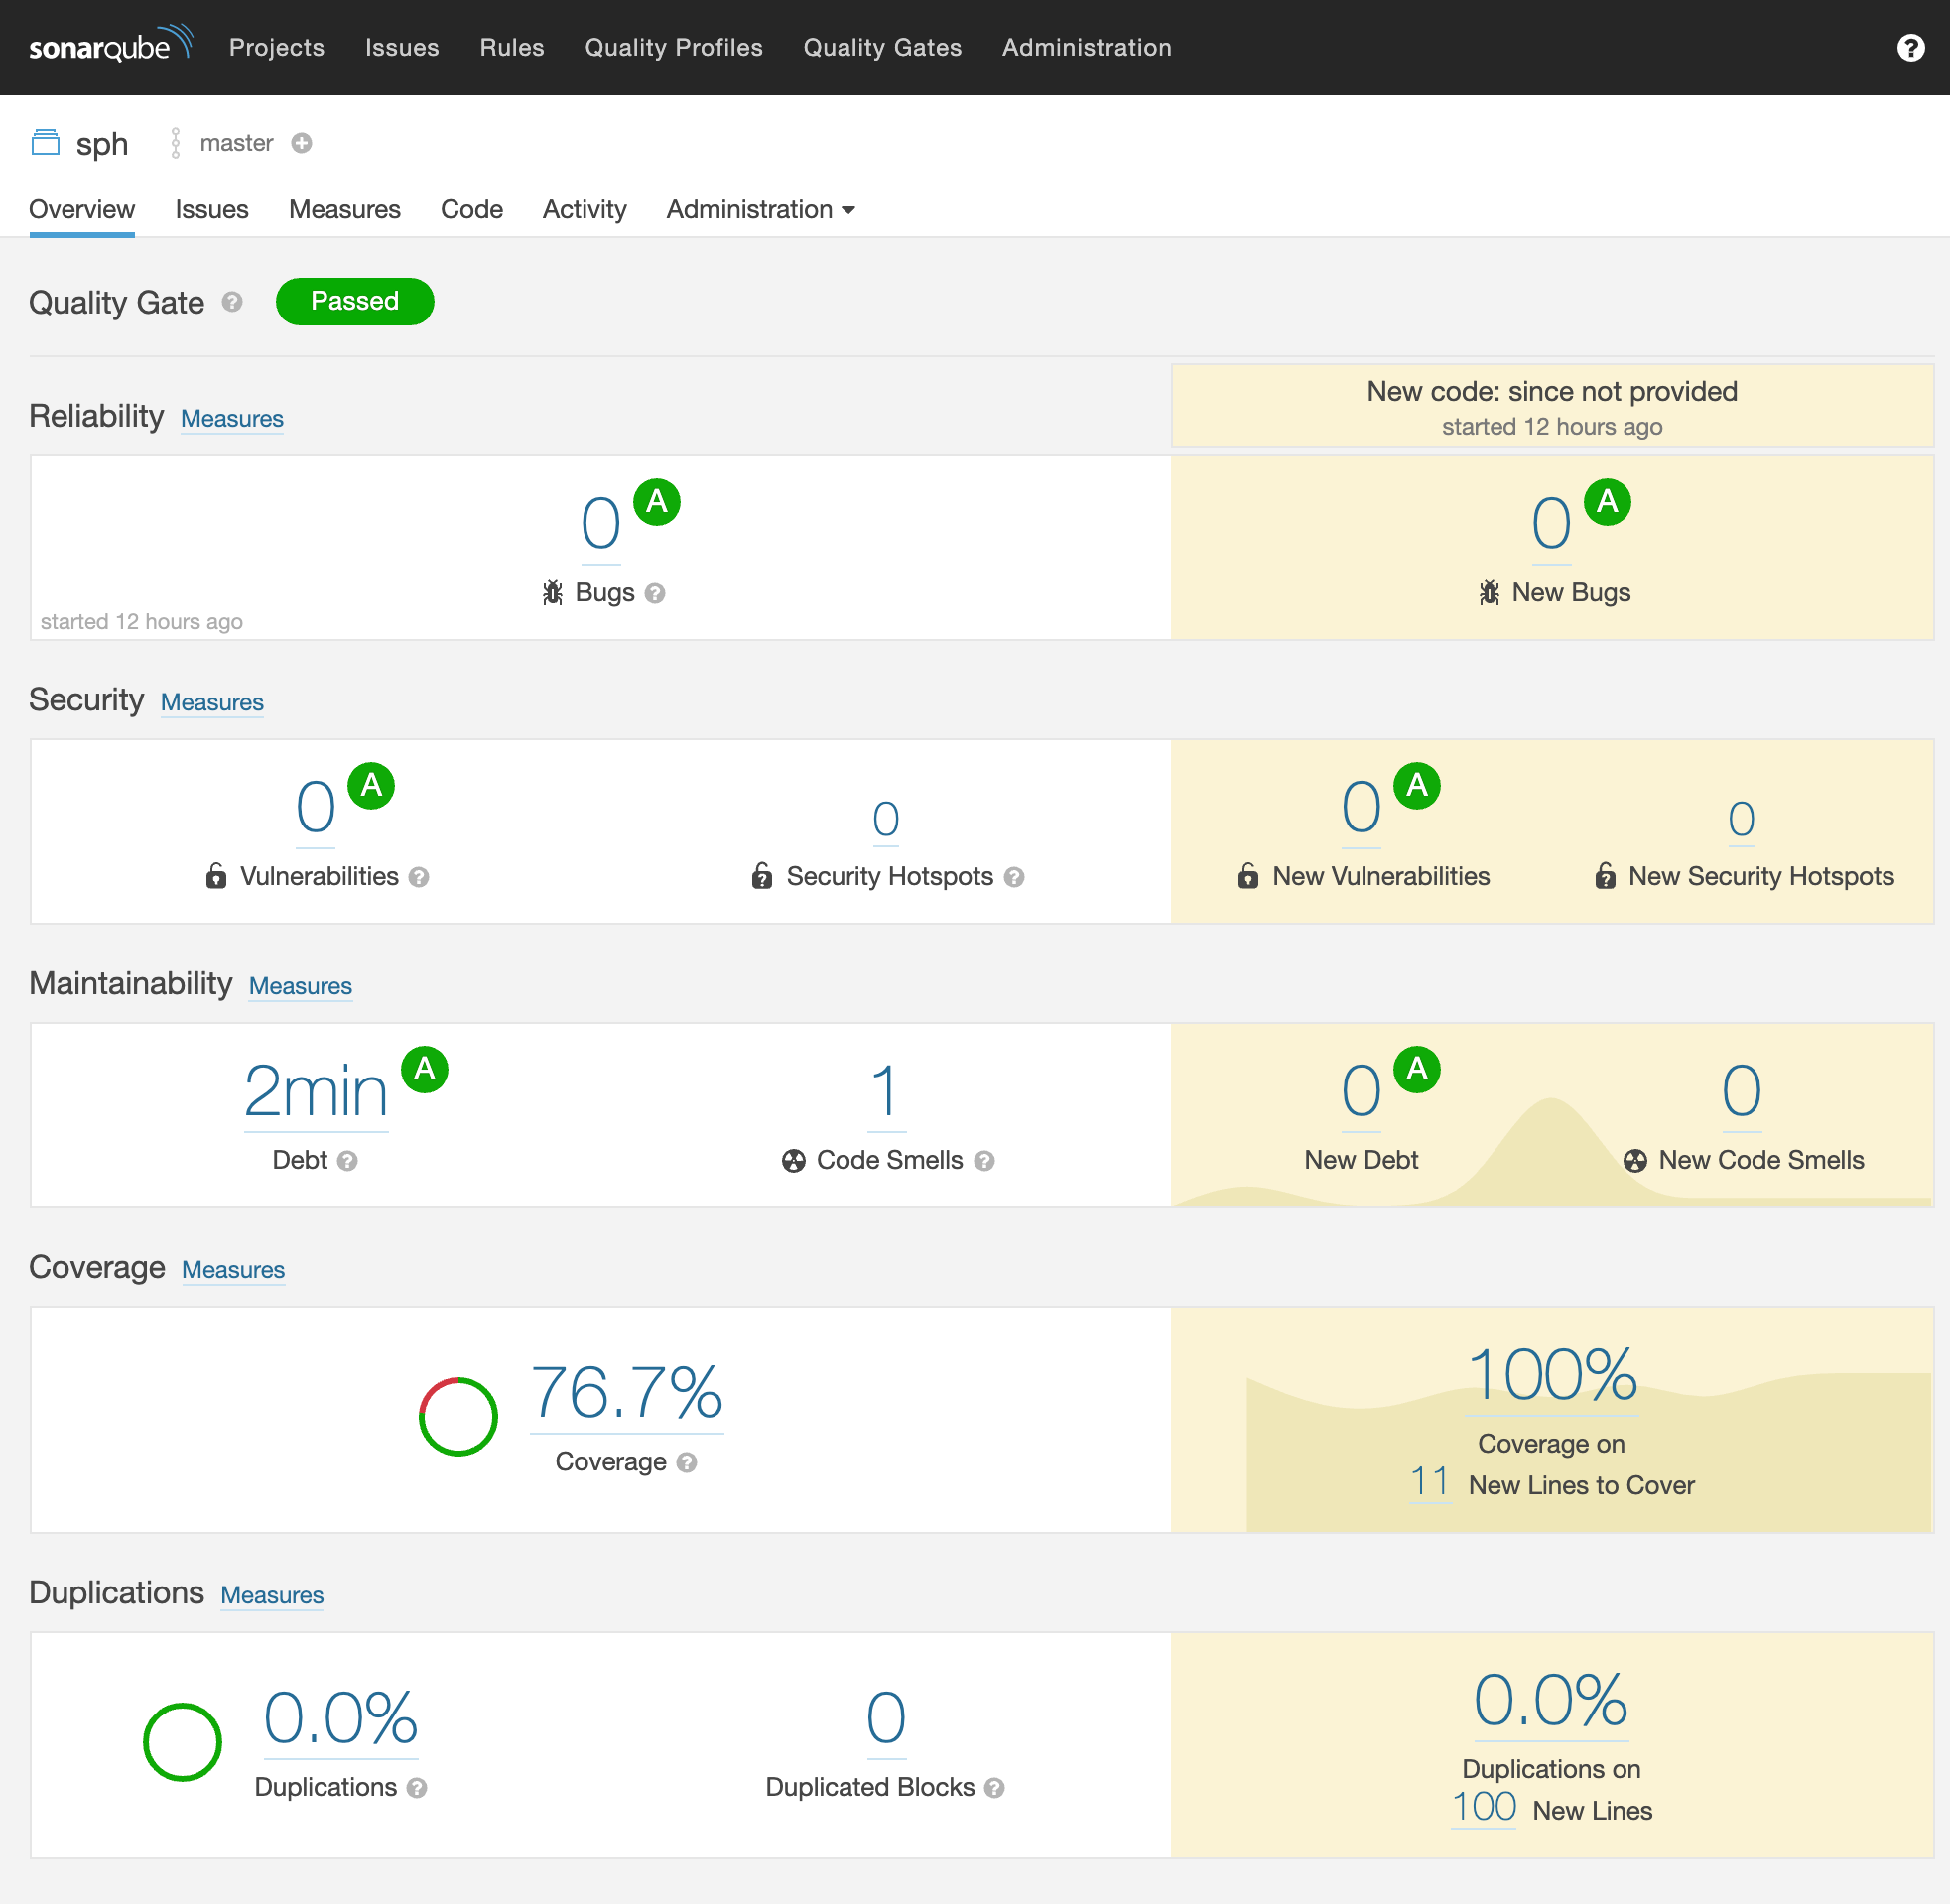 sonarqube Projects Issues Rules Quality Profiles Quality Gates Administration ?
sph master
Overview Issues Measures Code Activity Administration
Quality Gate ? Passed
New code: since not provided
started 12 hours ago
Reliability Measures
0 A
Bugs ?
started 12 hours ago
0 A
New Bugs
Security Measures
0 A
Vulnerabilities ?
0
Security Hotspots ?
0 A
New Vulnerabilities
0
New Security Hotspots
Maintainability Measures
2min A
Debt ?
1
Code Smells ?
0 A
New Debt
0
New Code Smells
Coverage Measures
76.7%
Coverage ?
100%
Coverage on
11 New Lines to Cover
Duplications Measures
0.0%
Duplications ?
0
Duplicated Blocks ?
0.0%
Duplications on
100 New Lines